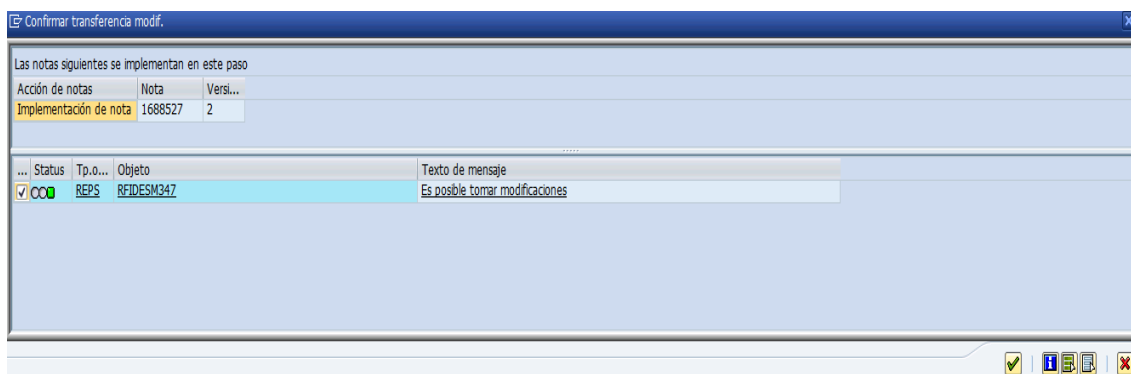 Confirmar transferencia modif.
Las notas siguientes se implementan en este paso
Acción de notas Nota Versi...
Implementación de nota 1688527 2
... Status Tp.o... Objeto Texto de mensaje
REPS RFIDESM347 Es posible tomar modificaciones